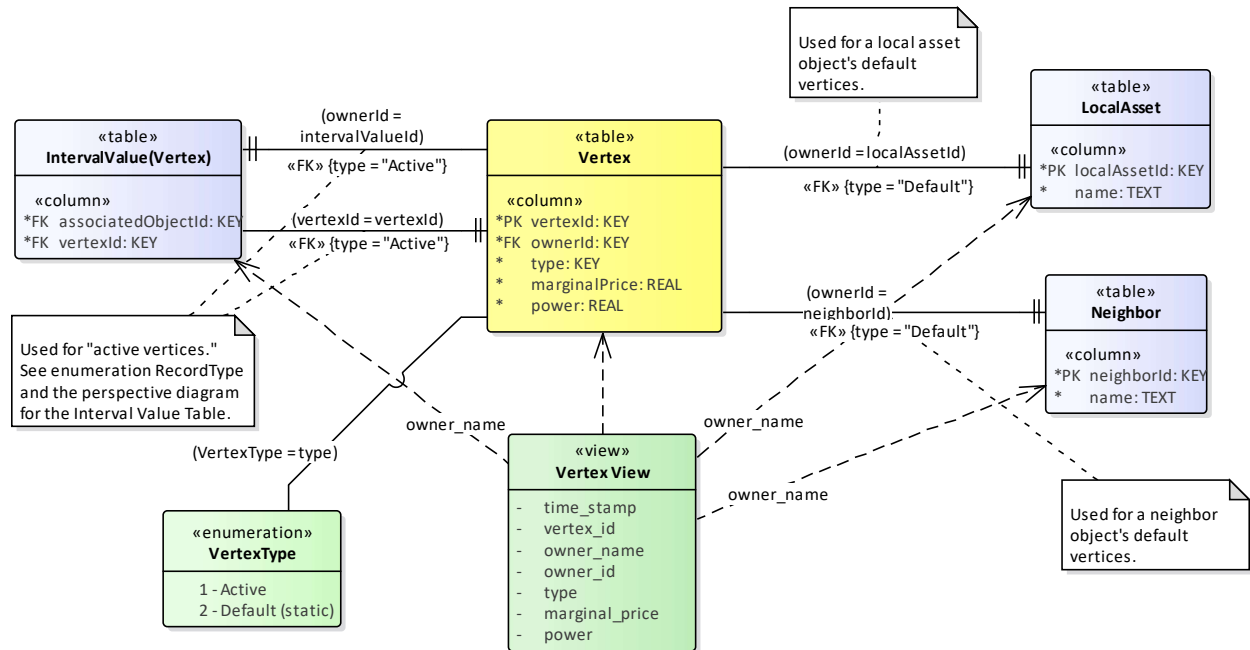 Used for a local asset
object's default
vertices.
«table»
LocalAsset
«column»
*PK localAssetId: KEY
* name: TEXT
«table»
IntervalValue(Vertex)
«column»
*FK associatedObjectId: KEY
*FK vertexId: KEY
(ownerId =
intervalValueId)
«FK» {type = "Active"}
(vertexId = vertexId)
«FK» {type = "Active"}
«table»
Vertex
«column»
*PK vertexId: KEY
*FK ownerId: KEY
* type: KEY
* marginalPrice: REAL
* power: REAL
(ownerId = localAssetId)
«FK» {type = "Default"}
(ownerId =
neighborId)
«FK» {type = "Default"}
«table»
Neighbor
«column»
*PK neighborId: KEY
* name: TEXT
Used for "active vertices."
See enumeration RecordType
and the perspective diagram
for the Interval Value Table.
owner_name
owner_name
owner_name
(VertexType = type)
«view»
Vertex View
- time_stamp
- vertex_id
- owner_name
- owner_id
- type
- marginal_price
- power
«enumeration»
VertexType
1 - Active
2 - Default (static)
Used for a neighbor
object's default
vertices.